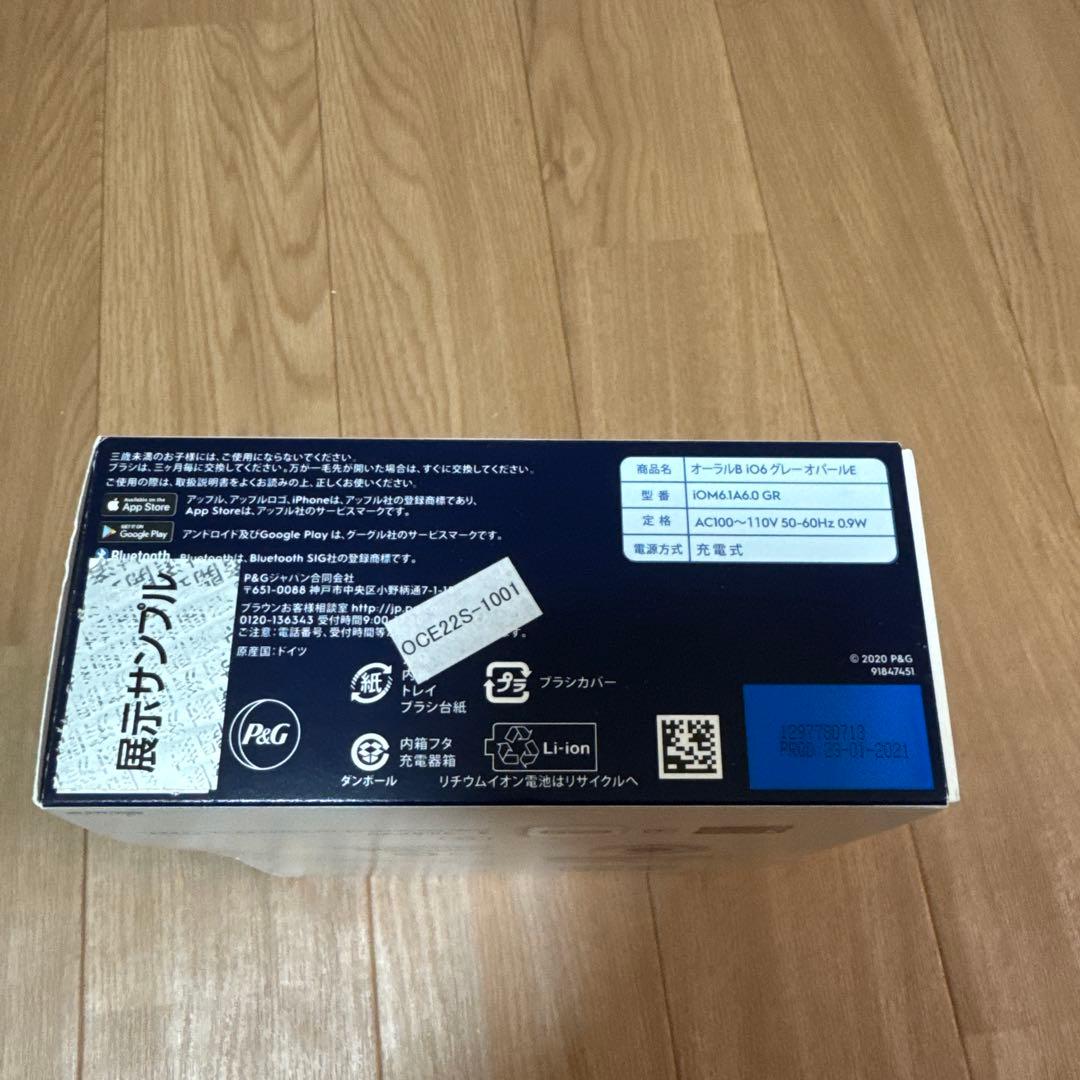 三歳未満のお子様には、ご使用にならないでください。
ブラシは、三ヶ月毎に交換してください。万が一毛先が開いた場合は、すぐに交換してください。
ご使用の際は、取扱説明書をよくお読みの上、正しくお使いください。
Available on the App Store
アップル、アップルロゴ、iPhoneは、アップル社の登録商標であり、
App Storeは、アップル社のサービスマークです。
GET IT ON Google Play
アンドロイド及びGoogle Play は、グーグル社のサービスマークです。
Bluetooth
Bluetoothは、Bluetooth SIG社の登録商標です。
P&Gジャパン合同会社
〒651-0088 神戸市中央区小野柄通7-1-
ブラウンお客様相談室 http://jp.pg.co
0120-136343 受付時間9:00
ご注意:電話番号、受付時間等
原産国:ドイツ
展示サンプル
OCE22S-1001
商品名 オーラルB iO6 グレーオパールE
型番 iOM6.1A6.0 GR
定格 AC100〜110V 50-60Hz 0.9W
電源方式 充電式
P&G
紙
内
トレイ
ブラシ台紙
プラ
ブラシカバー
ダンボール
内箱フタ
充電器箱
Li-ion
リチウムイオン電池はリサイクルへ
© 2020 P&G
91847451
1297780713
PROD 29-01-2021